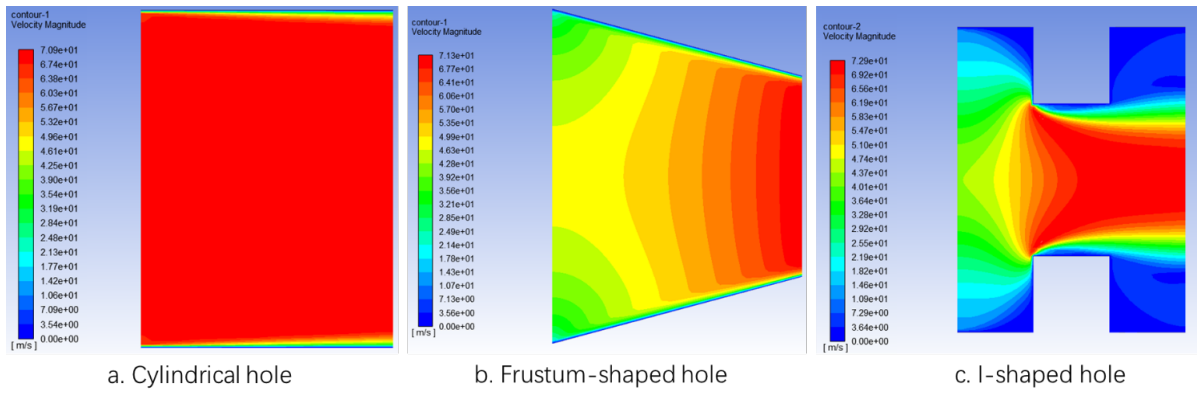 contour-1
Velocity Magnitude
7.09e+01
6.74e+01
6.38e+01
6.03e+01
5.67e+01
5.32e+01
4.96e+01
4.61e+01
4.25e+01
3.90e+01
3.54e+01
3.19e+01
2.84e+01
2.48e+01
2.13e+01
1.77e+01
1.42e+01
1.06e+01
7.09e+00
3.54e+00
0.00e+00
[ m/s ]
a. Cylindrical hole
contour-1
Velocity Magnitude
7.13e+01
6.77e+01
6.41e+01
6.06e+01
5.70e+01
5.35e+01
4.99e+01
4.63e+01
4.28e+01
3.92e+01
3.56e+01
3.21e+01
2.85e+01
2.49e+01
2.14e+01
1.78e+01
1.43e+01
1.07e+01
7.13e+00
3.56e+00
0.00e+00
[ m/s ]
b. Frustum-shaped hole
contour-2
Velocity Magnitude
7.29e+01
6.92e+01
6.56e+01
6.19e+01
5.83e+01
5.47e+01
5.10e+01
4.74e+01
4.37e+01
4.01e+01
3.64e+01
3.28e+01
2.92e+01
2.55e+01
2.19e+01
1.82e+01
1.46e+01
1.09e+01
7.29e+00
3.64e+00
0.00e+00
[ m/s ]
c. I-shaped hole